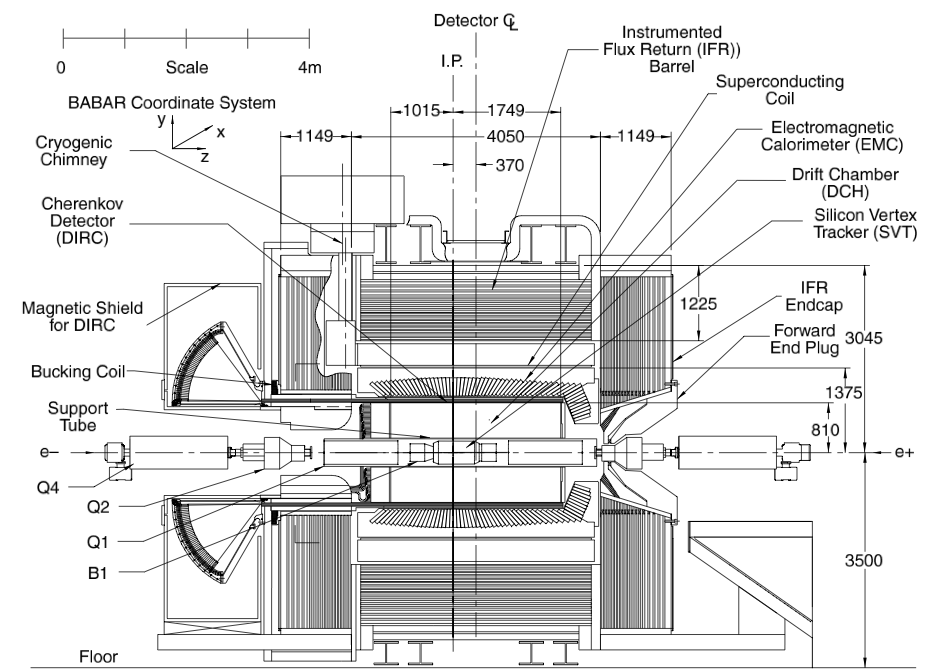 Detector ℄
Instrumented
Flux Return (IFR))
Barrel
I.P.
0
Scale
4m
Superconducting
Coil
BABAR Coordinate System
y
x
z
1015
1749
1149
4050
1149
370
Cryogenic
Chimney
Electromagnetic
Calorimeter (EMC)
Drift Chamber
(DCH)
Cherenkov
Detector
(DIRC)
Silicon Vertex
Tracker (SVT)
Magnetic Shield
for DIRC
IFR
Endcap
1225
Forward
End Plug
3045
Bucking Coil
1375
Support
Tube
810
e–
e+
Q4
Q2
Q1
B1
3500
Floor